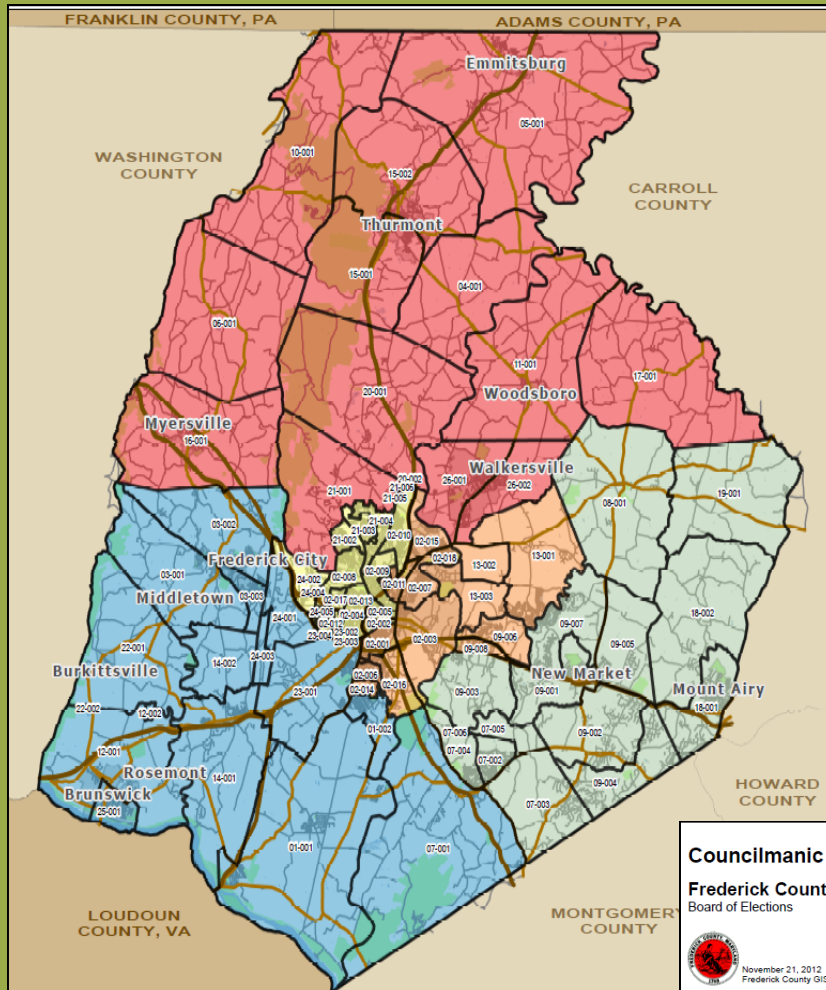 FRANKLIN COUNTY, PA
ADAMS COUNTY, PA
Emmitsburg
05-001
10-001
WASHINGTON
COUNTY
15-002
CARROLL
COUNTY
Thurmont
15-001
04-001
06-001
11-001
17-001
20-001
Woodsboro
Myersville
16-001
Walkersville
20-002
26-001
26-002
21-001
21-006
21-005
19-001
08-001
03-002
21-004
21-003
21-002
02-010
02-015
13-001
Frederick City
02-018
13-002
03-001
24-002
02-008
02-009
02-011
02-007
24-004
13-003
Middletown
03-003
02-017
02-013
24-005
02-004
02-005
18-002
24-001
02-012
02-002
09-007
23-004
23-002
23-003
02-003
09-006
09-005
22-001
02-001
09-008
14-002
24-003
Burkittsville
02-006
New Market
23-001
02-014
02-016
09-003
09-001
Mount Airy
22-002
12-002
18-001
01-002
07-006
07-005
09-002
12-001
07-004
07-002
Rosemont
14-001
09-004
Brunswick
25-001
07-003
HOWARD
COUNTY
01-001
07-001
LOUDOUN
COUNTY, VA
MONTGOMERY
COUNTY
Councilmanic
Frederick Count
Board of Elections
FREDERICK COUNTY MARYLAND
1748
November 21, 2012
Frederick County GIS